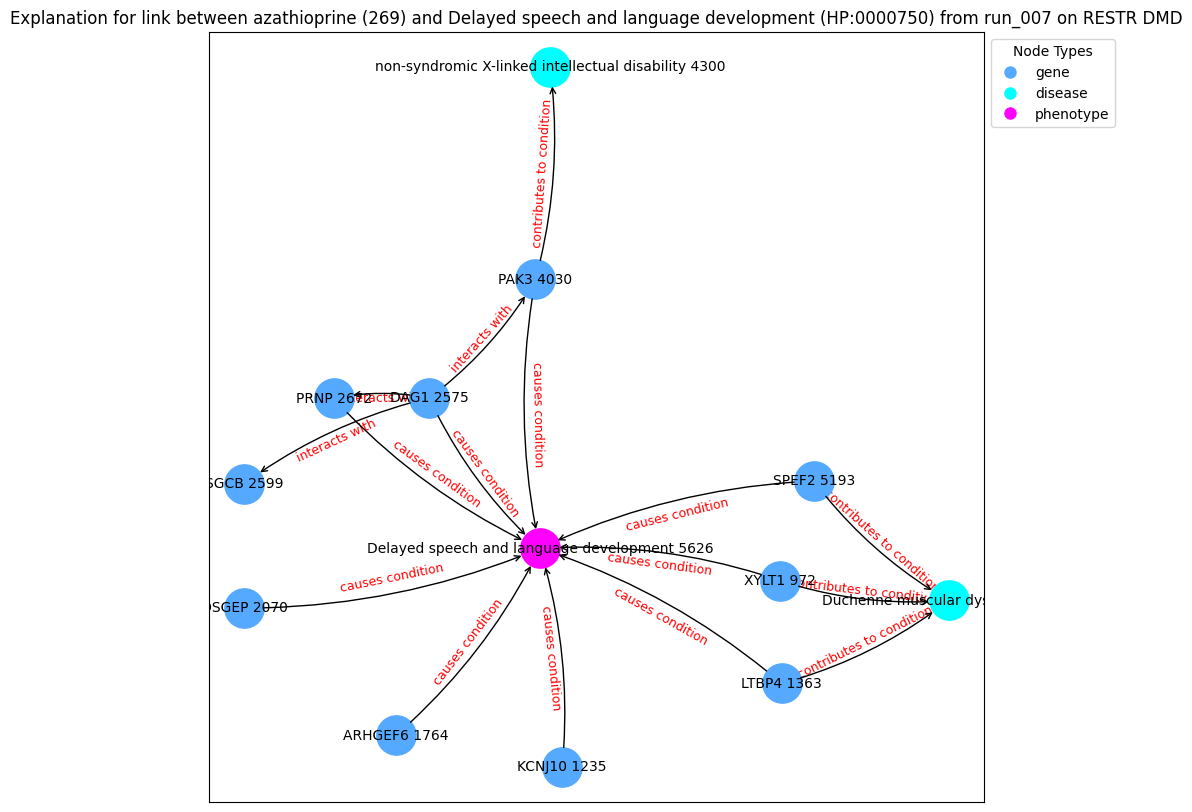 Explanation for link between azathioprine (269) and Delayed speech and language development (HP:0000750) from run_007 on RESTR DMD
Node Types
gene
disease
phenotype
non-syndromic X-linked intellectual disability 4300
contributes to condition
PAK3 4030
interacts with
causes condition
PRNP 2672
DAG1 2575
interacts with
causes condition
causes condition
SGCB 2599
SPEF2 5193
causes condition
contributes to condition
Delayed speech and language development 5626
causes condition
XYLT1 972
contributes to condition
Duchenne muscular dys
OSGEP 2070
causes condition
causes condition
contributes to condition
LTBP4 1363
causes condition
causes condition
ARHGEF6 1764
KCNJ10 1235